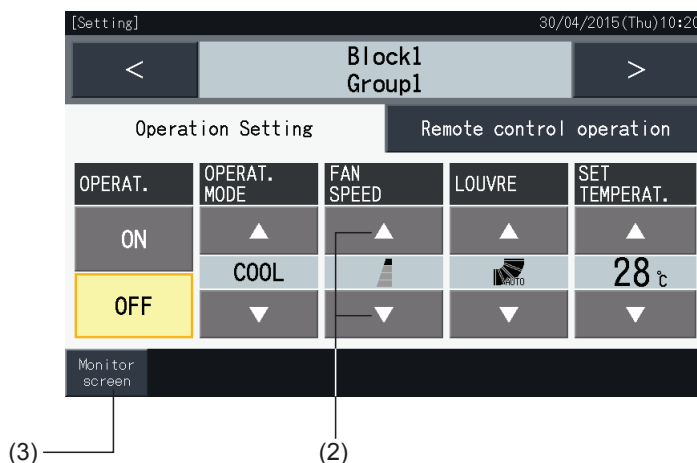 [Setting] 30/04/2015(Thu)10:20
< Block1 >
Group1
Operation Setting Remote control operation
OPERAT. OPERAT. MODE FAN SPEED LOUVRE SET TEMPERAT.
ON
COOL AUTO 28 ℃
OFF
Monitor
screen
(3) (2)